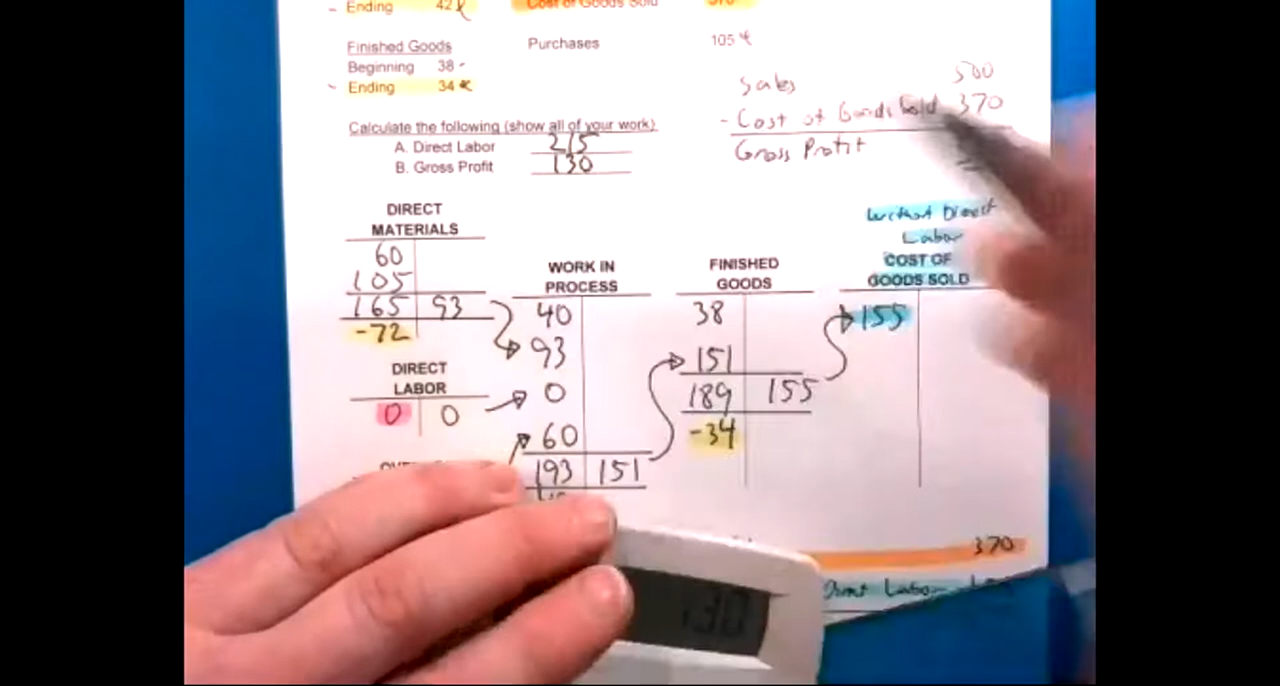 Ending 42
Cost of Goods Sold 370
Finished Goods Purchases 105
Beginning 38
Ending 34
Sales 500
- Cost of Goods Sold 370
Gross Profit
Calculate the following (show all of your work)
A. Direct Labor 215
B. Gross Profit 130
DIRECT
MATERIALS
60
105
165 93
-72
DIRECT
LABOR
0 0
WORK IN
PROCESS
40
93
0
60
193 151
FINISHED
GOODS
38
151
189 155
-34
Without Direct
Labor
COST OF
GOODS SOLD
155
370
Direct Labor
130